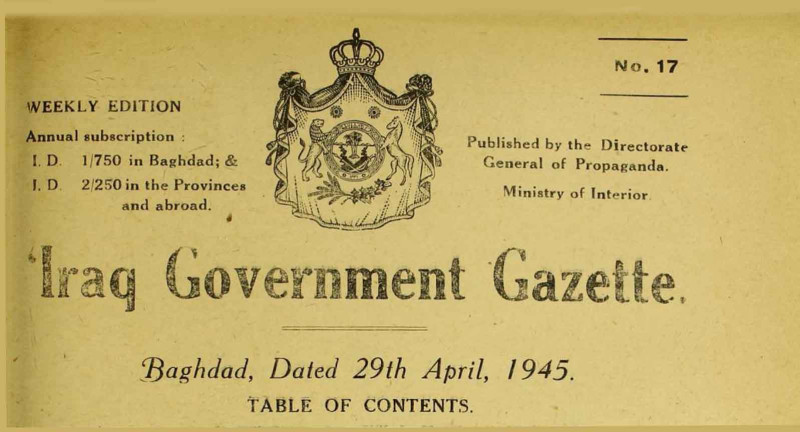 No. 17
WEEKLY EDITION
Annual subscription :
I. D. 1/750 in Baghdad; &
I. D. 2/250 in the Provinces
and abroad.
Published by the Directorate
General of Propaganda.
Ministry of Interior.
Iraq Government Gazette.
Baghdad, Dated 29th April, 1945.
TABLE OF CONTENTS.